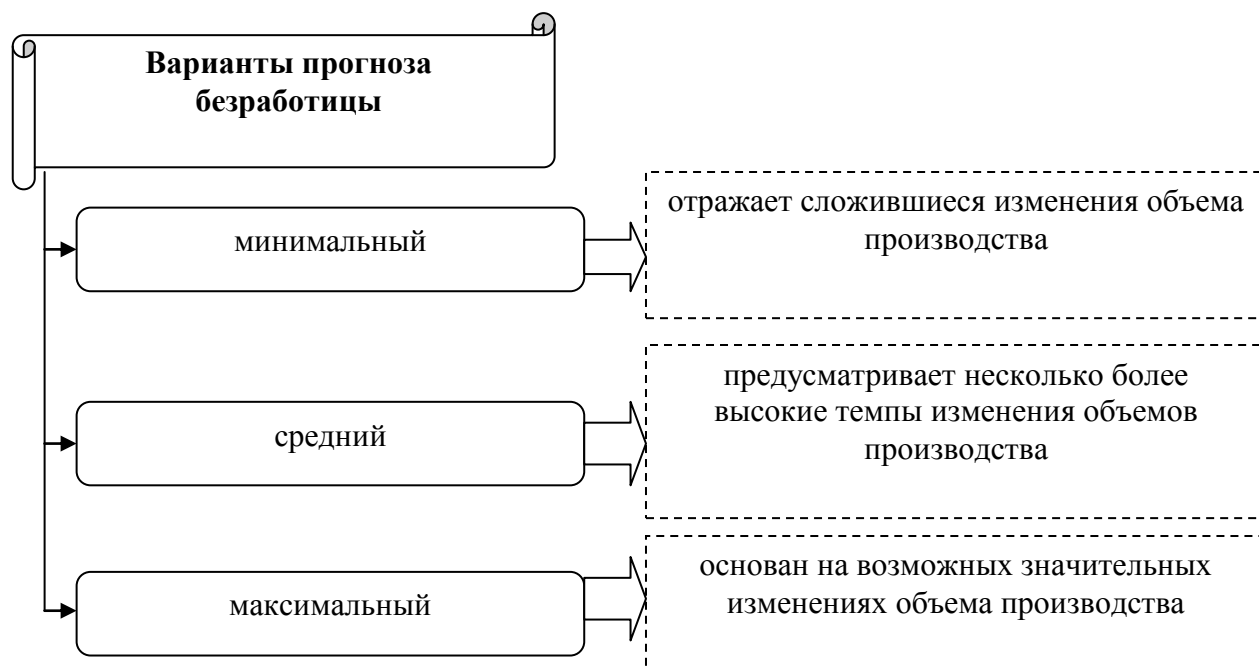 Варианты прогноза
безработицы
минимальный
отражает сложившиеся изменения объема
производства
средний
предусматривает несколько более
высокие темпы изменения объемов
производства
максимальный
основан на возможных значительных
изменениях объема производства